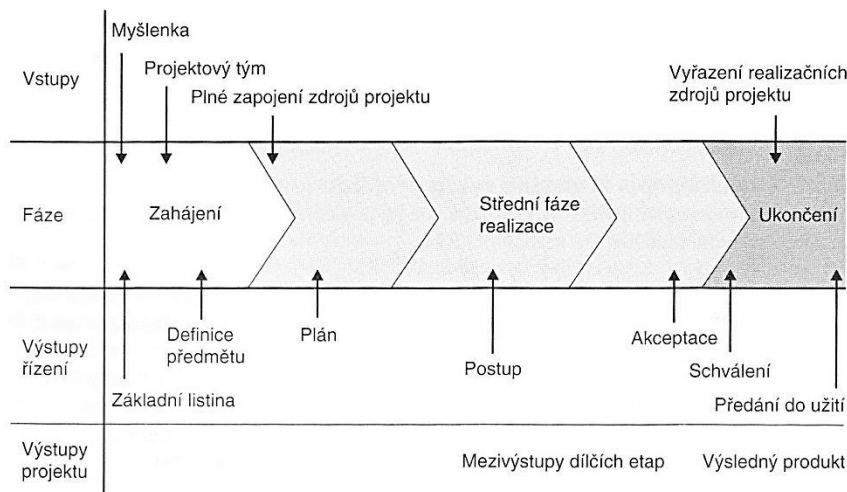 Myšlenka
Vstupy
Projektový tým
Plné zapojení zdrojů projektu
Vyřazení realizačních
zdrojů projektu
Fáze
Zahájení
Střední fáze
realizace
Ukončení
Výstupy
řízení
Definice
předmětu
Plán
Postup
Akceptace
Schválení
Základní listina
Předání do užití
Výstupy
projektu
Mezivýstupy dílčích etap
Výsledný produkt